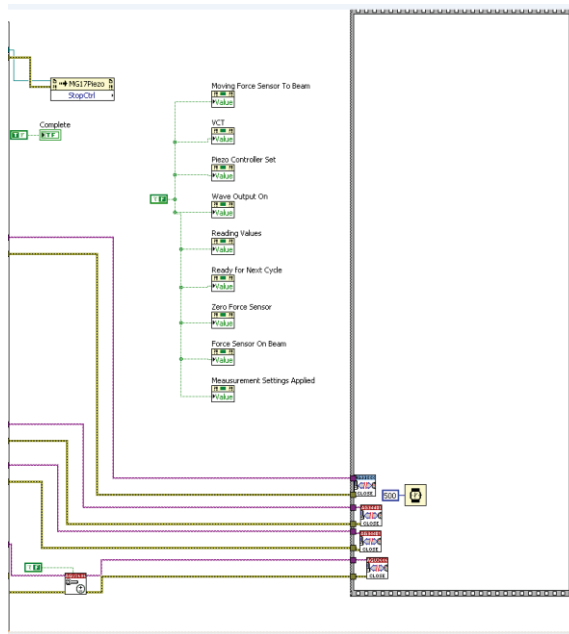 MG17Piezo
StopCtrl
Complete
TF
Moving Force Sensor To Beam
Value
VCT
Value
Piezo Controller Set
Value
Wave Output On
Value
Reading Values
Value
Ready for Next Cycle
Value
Zero Force Sensor
Value
Force Sensor On Beam
Value
Meausurment Settings Applied
Value
500
CLOSE
CLOSE
CLOSE
CLOSE